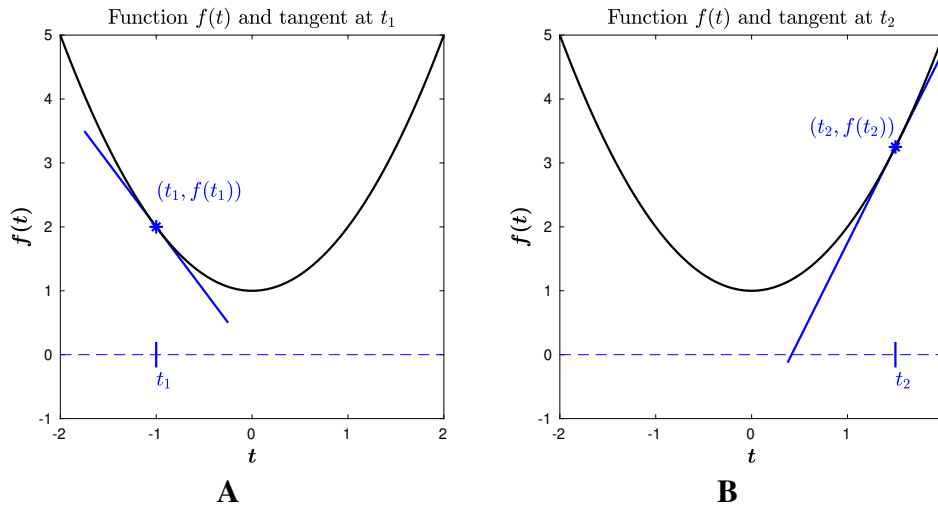 Function f(t) and tangent at t₁
5
4
3
2
1
0
-1
-2
-1
0
1
2
f(t)
t
(t₁, f(t₁))
t₁
A
Function f(t) and tangent at t₂
5
4
3
2
1
0
-1
-2
-1
0
1
f(t)
t
(t₂, f(t₂))
t₂
B